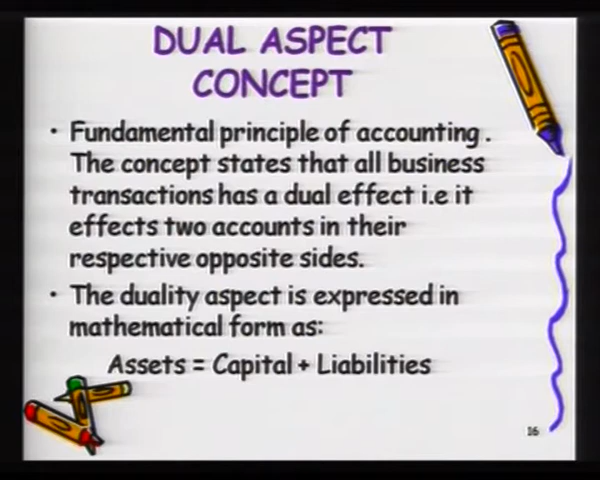 DUAL ASPECT
CONCEPT
• Fundamental principle of accounting .
The concept states that all business
transactions has a dual effect i.e it
effects two accounts in their
respective opposite sides.
• The duality aspect is expressed in
mathematical form as:
Assets = Capital + Liabilities
16